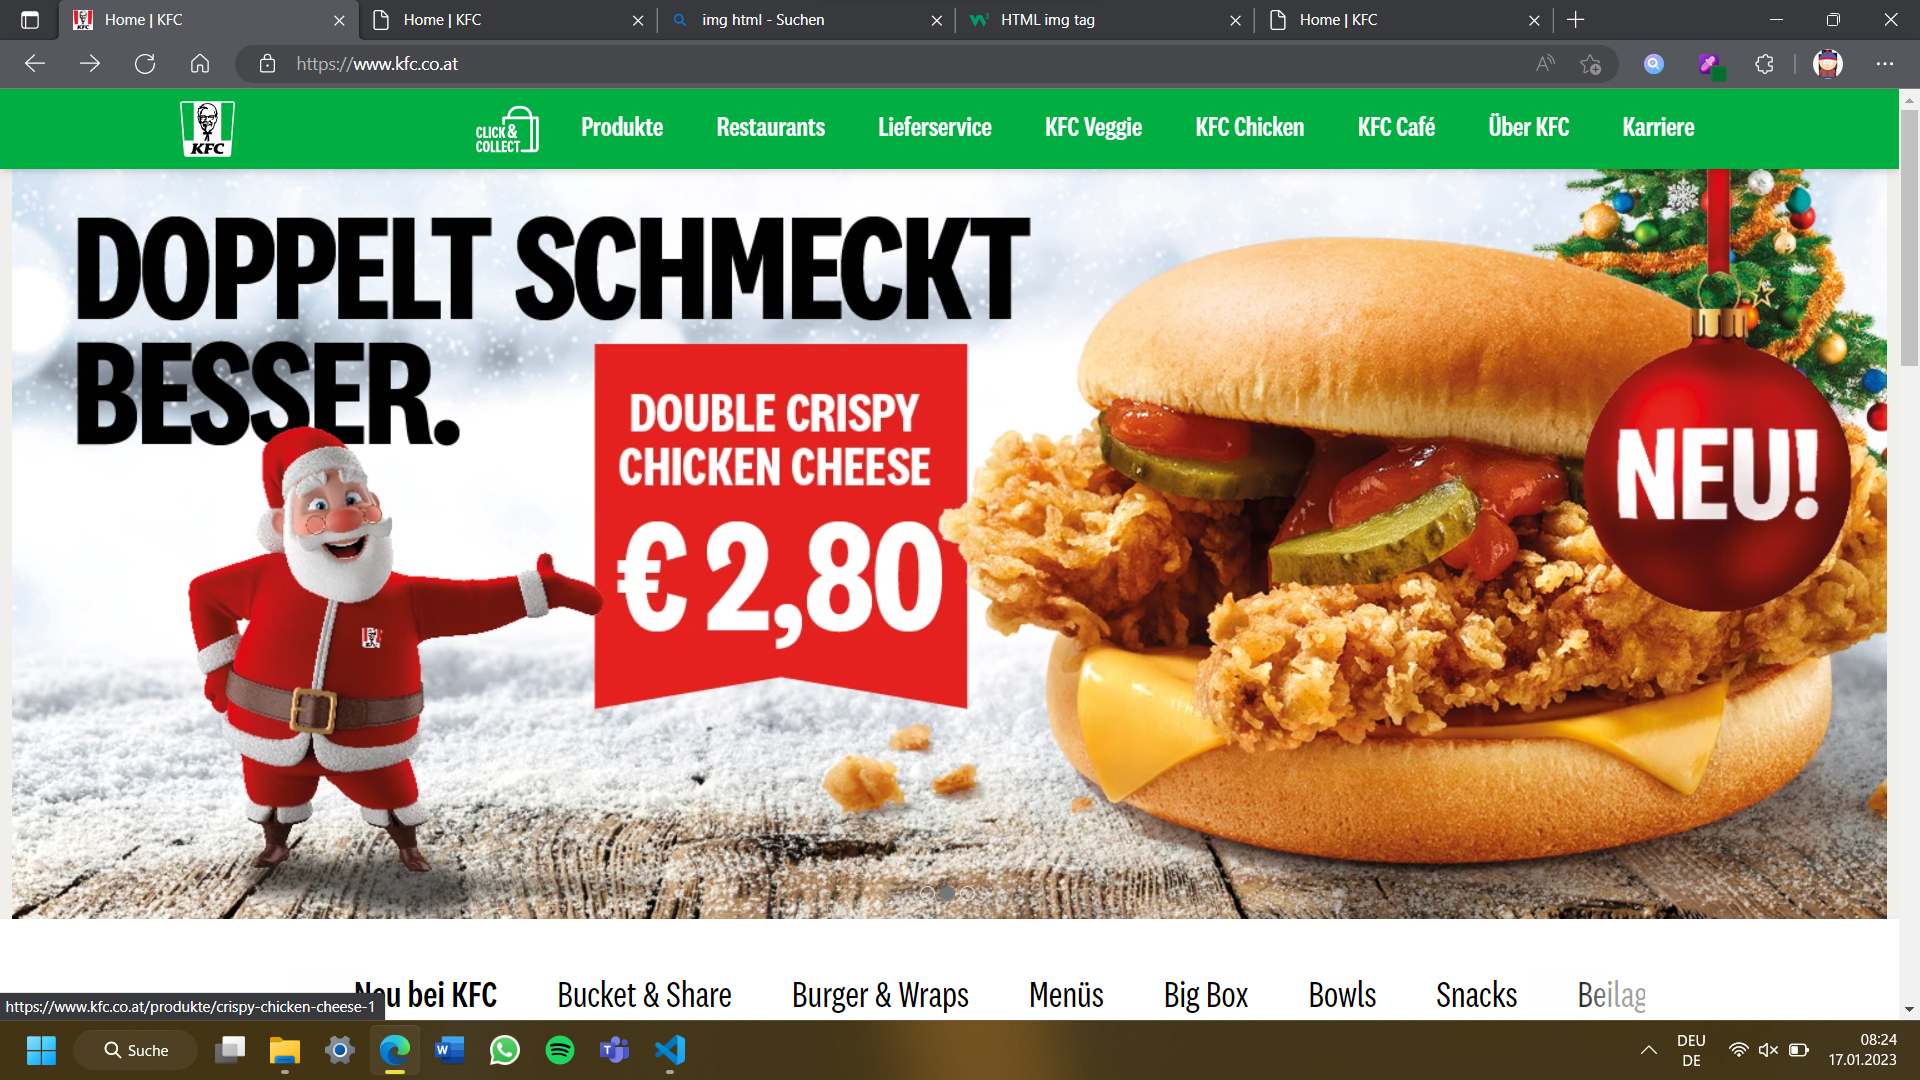 Home | KFC
Home | KFC
img html - Suchen
HTML img tag
Home | KFC
https://www.kfc.co.at
KFC
CLICK&
COLLECT
Produkte
Restaurants
Lieferservice
KFC Veggie
KFC Chicken
KFC Café
Über KFC
Karriere
DOPPELT SCHMECKT
BESSER.
DOUBLE CRISPY
CHICKEN CHEESE
€ 2,80
NEU!
Neu bei KFC
Bucket & Share
Burger & Wraps
Menüs
Big Box
Bowls
Snacks
Beilag
https://www.kfc.co.at/produkte/crispy-chicken-cheese-1
Suche
DEU
DE
08:24
17.01.2023